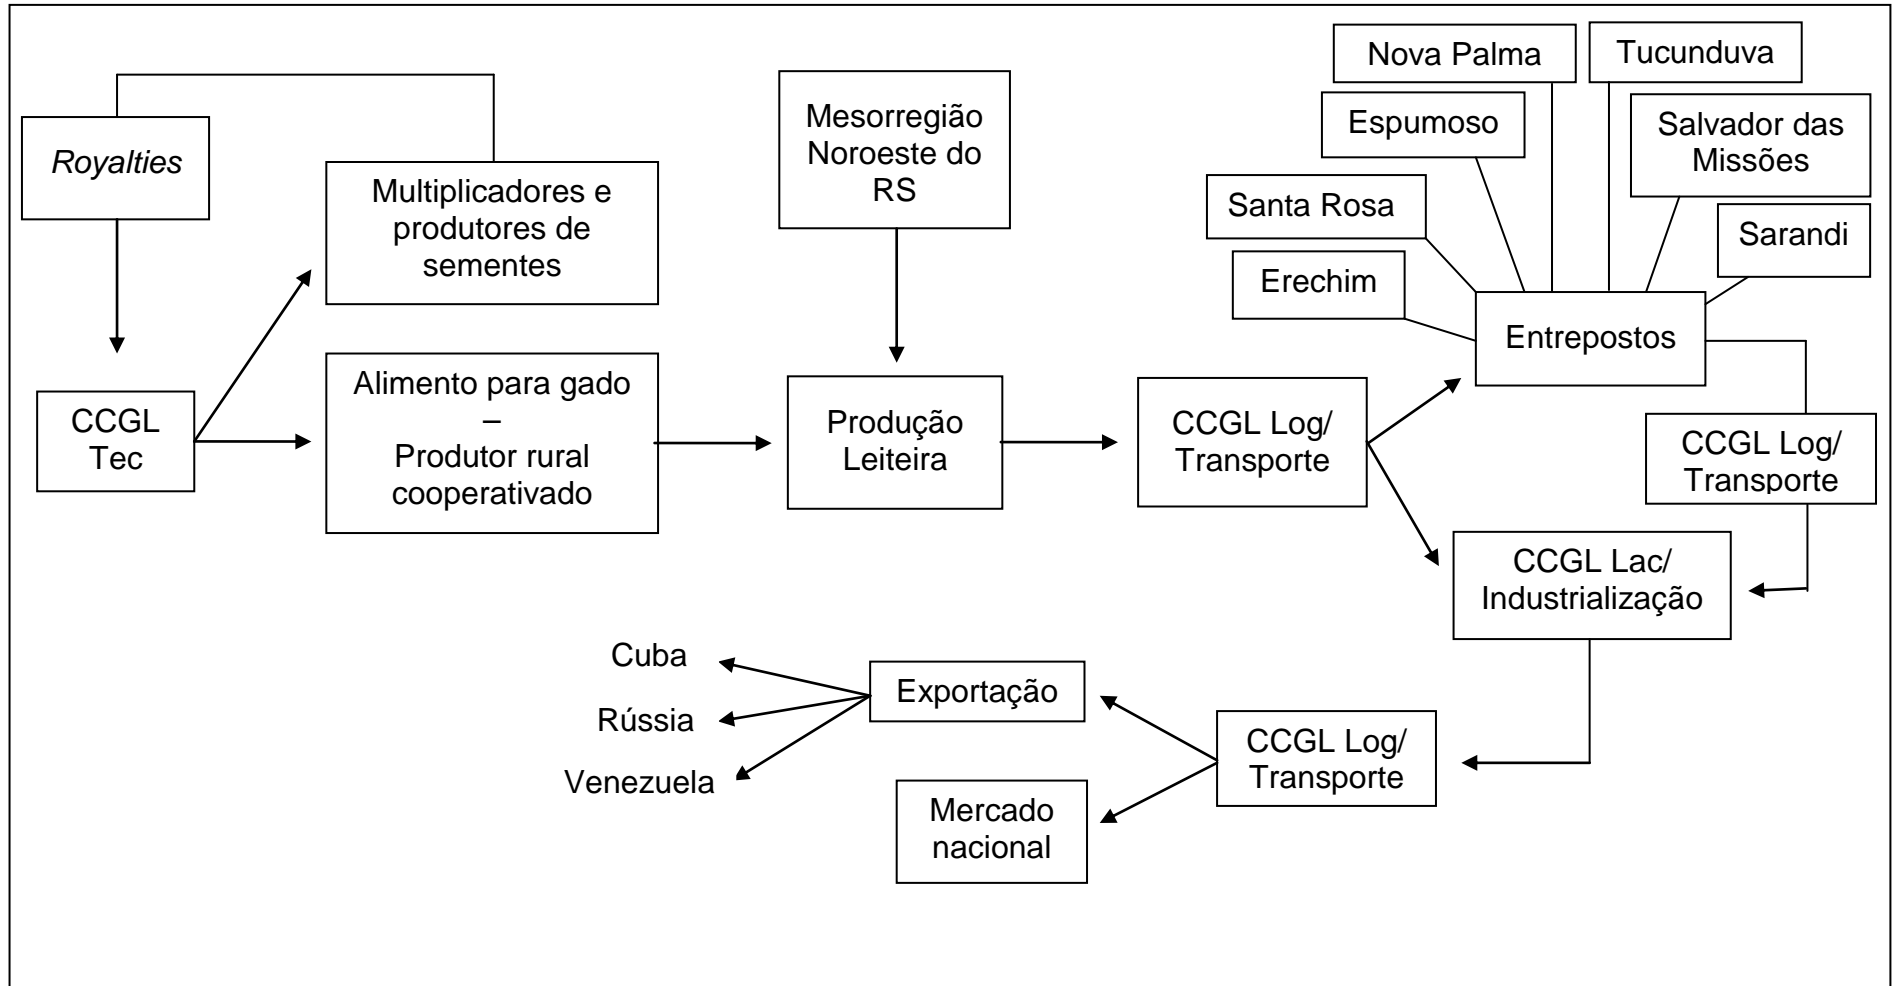 Royalties
Multiplicadores e
produtores de
sementes
CCGL
Tec
Alimento para gado
–
Produtor rural
cooperativado
Mesorregião
Noroeste do
RS
Produção
Leiteira
CCGL Log/
Transporte
Nova Palma
Tucunduva
Espumoso
Salvador das
Missões
Santa Rosa
Sarandi
Erechim
Entrepostos
CCGL Log/
Transporte
CCGL Lac/
Industrialização
CCGL Log/
Transporte
Exportação
Cuba
Rússia
Venezuela
Mercado
nacional